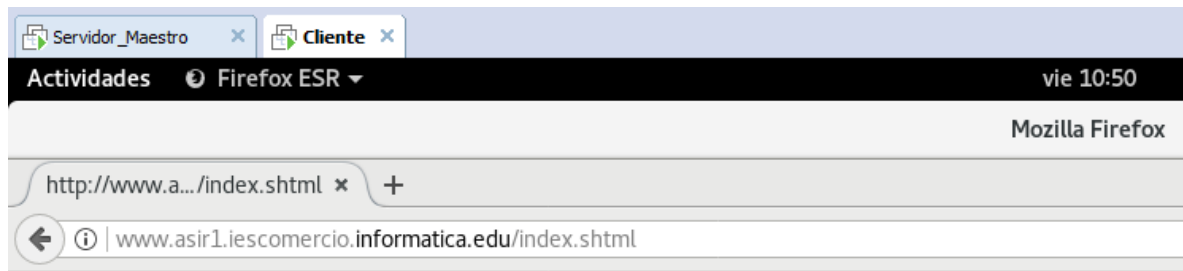 Servidor_Maestro × Cliente ×
Actividades Firefox ESR vie 10:50
Mozilla Firefox
http://www.a.../index.shtml × +
www.asir1.iescomercio.informatica.edu/index.shtml